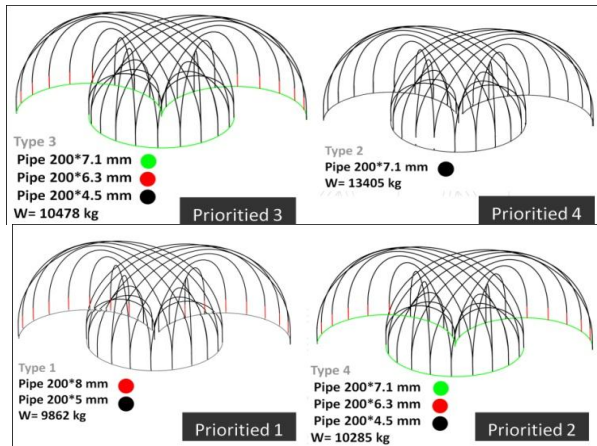 Type 3
Pipe 200*7.1 mm
Pipe 200*6.3 mm
Pipe 200*4.5 mm
W= 10478 kg
Prioritied 3
Type 2
Pipe 200*7.1 mm
W= 13405 kg
Prioritied 4
Type 1
Pipe 200*8 mm
Pipe 200*5 mm
W= 9862 kg
Prioritied 1
Type 4
Pipe 200*7.1 mm
Pipe 200*6.3 mm
Pipe 200*4.5 mm
W= 10285 kg
Prioritied 2